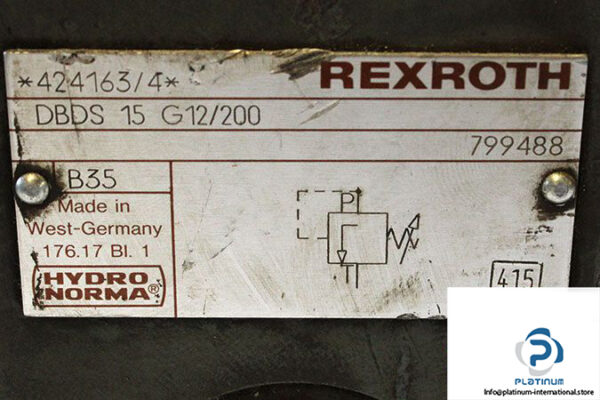 *424163/4*
REXROTH
DBDS 15 G12/200
799488
B35
Made in
West-Germany
176.17 Bl. 1
HYDRO
NORMA®
P
415
PLATINUM
Info@platinum-international.store